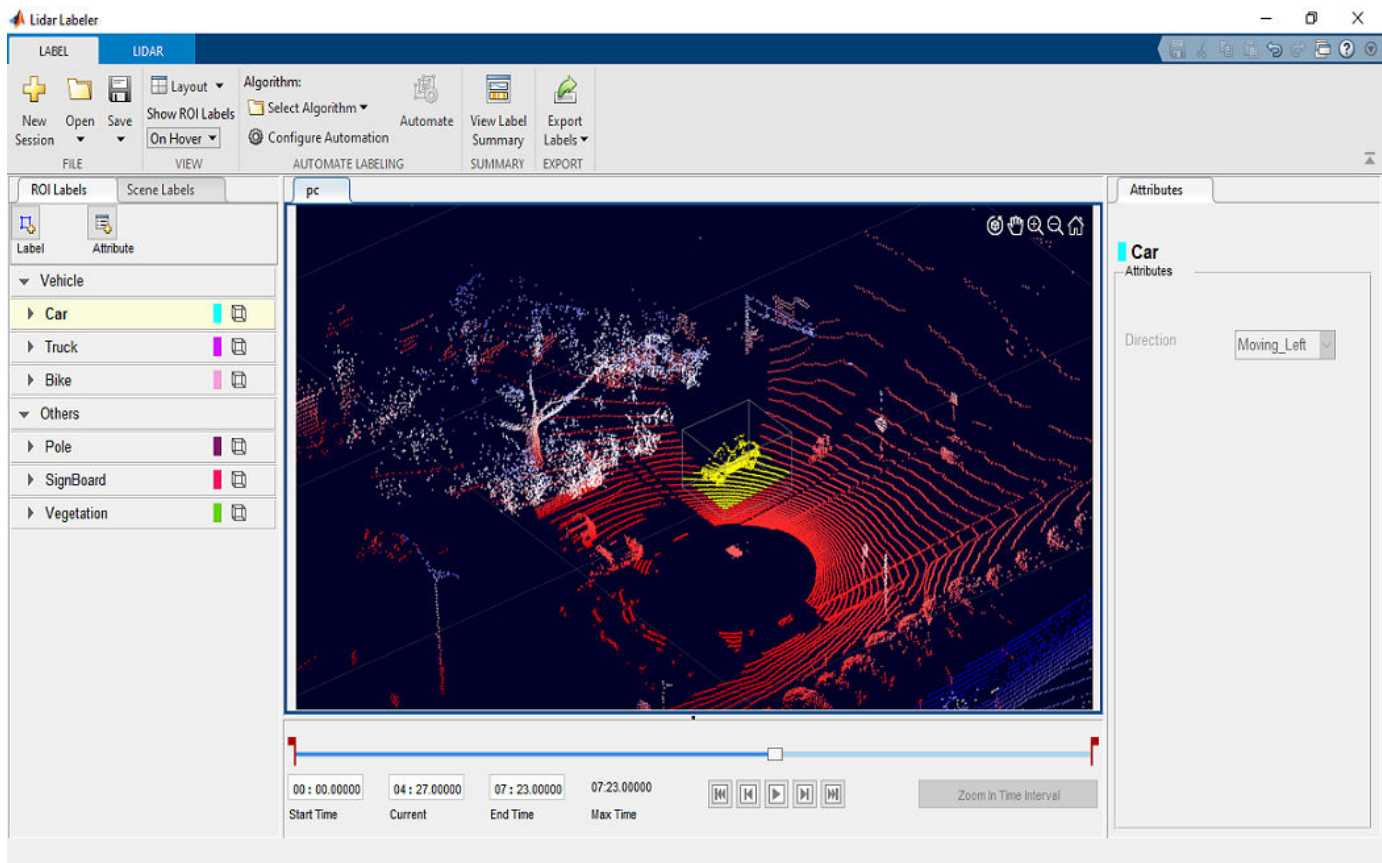 Lidar Labeler
LABEL
LIDAR
New Session
Open
Save
FILE
Layout
Show ROI Labels
On Hover
VIEW
Algorithm:
Select Algorithm
Configure Automation
Automate
AUTOMATE LABELING
View Label Summary
SUMMARY
Export Labels
EXPORT
ROI Labels
Scene Labels
Label
Attribute
Vehicle
Car
Truck
Bike
Others
Pole
SignBoard
Vegetation
pc
00 : 00.00000
04 : 27.00000
07 : 23.00000
07:23.00000
Start Time
Current
End Time
Max Time
Zoom In Time Interval
Attributes
Car
Attributes
Direction
Moving_Left